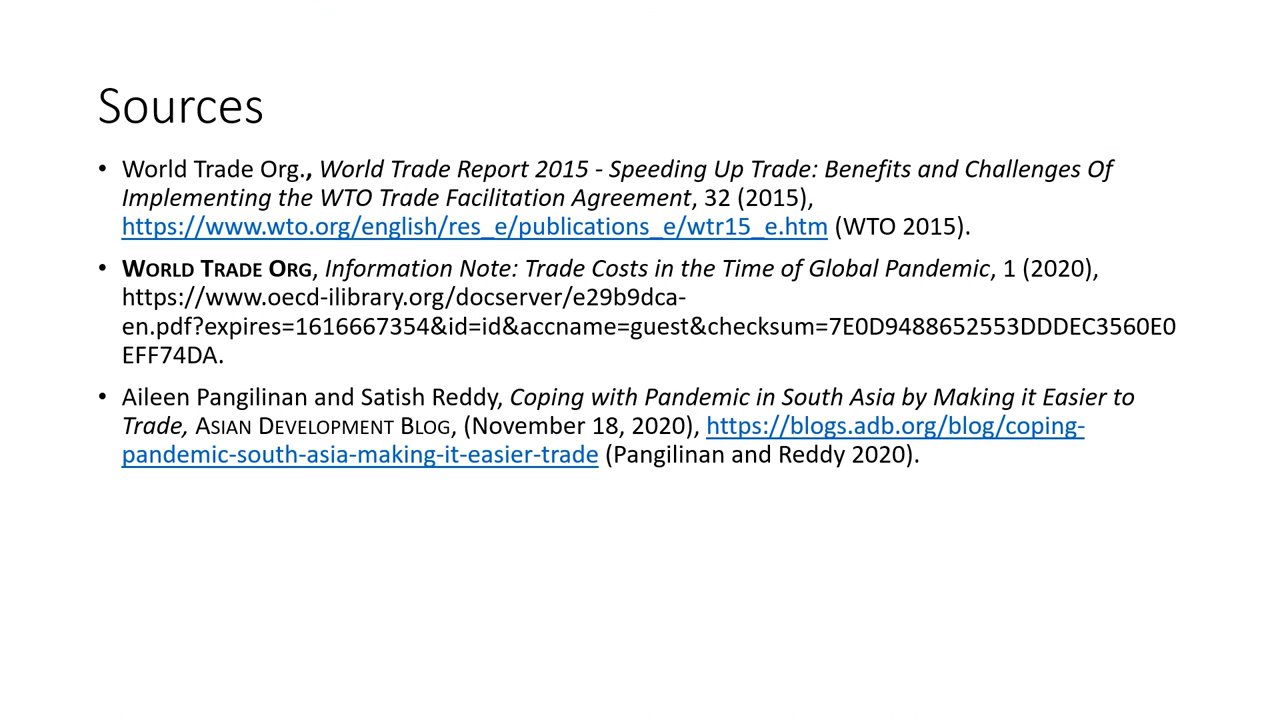 Sources
• World Trade Org., World Trade Report 2015 - Speeding Up Trade: Benefits and Challenges Of
Implementing the WTO Trade Facilitation Agreement, 32 (2015),
https://www.wto.org/english/res_e/publications_e/wtr15_e.htm (WTO 2015).
• WORLD TRADE ORG, Information Note: Trade Costs in the Time of Global Pandemic, 1 (2020),
https://www.oecd-ilibrary.org/docserver/e29b9dca-
en.pdf?expires=1616667354&id=id&accname=guest&checksum=7E0D9488652553DDDEC3560E0
EFF74DA.
• Aileen Pangilinan and Satish Reddy, Coping with Pandemic in South Asia by Making it Easier to
Trade, ASIAN DEVELOPMENT BLOG, (November 18, 2020), https://blogs.adb.org/blog/coping-
pandemic-south-asia-making-it-easier-trade (Pangilinan and Reddy 2020).